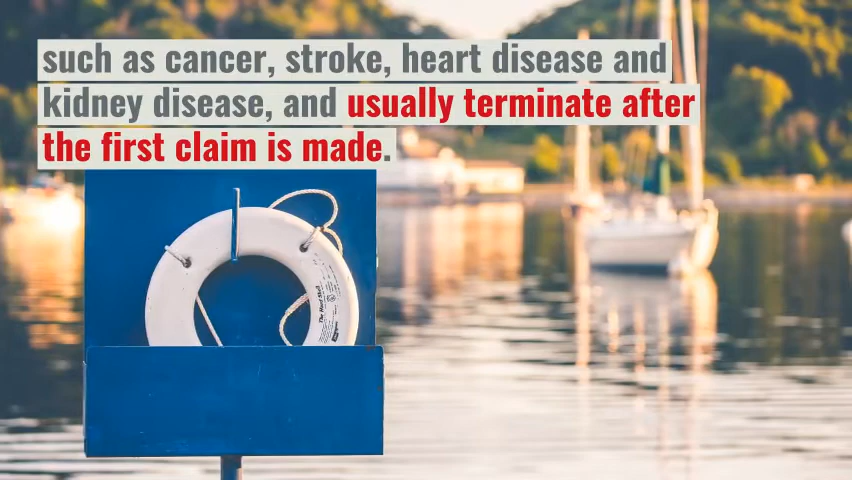 such as cancer, stroke, heart disease and
kidney disease, and usually terminate after
the first claim is made.